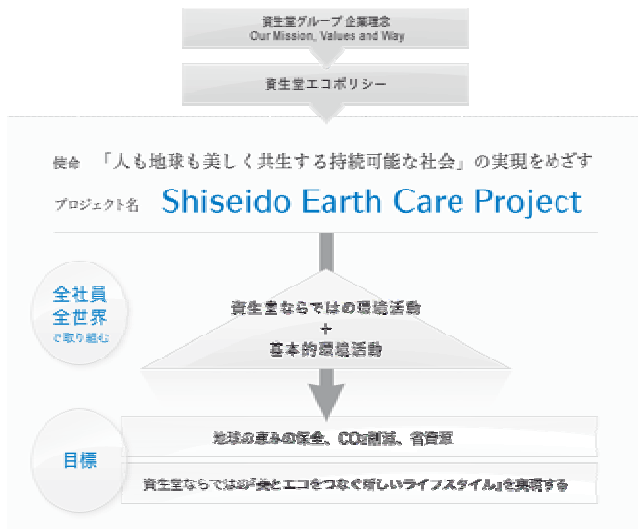 資生堂グループ 企業理念
Our Mission, Values and Way
資生堂エコポリシー
使命 「人も地球も美しく共生する持続可能な社会」の実現をめざす
プロジェクト名 Shiseido Earth Care Project
全社員
全世界
で取り組む
資生堂ならではの環境活動
+
基本的環境活動
目標
地球の恵みの保全、CO2削減、省資源
資生堂ならではの『美とエコをつなぐ新しいライフスタイル』を実現する